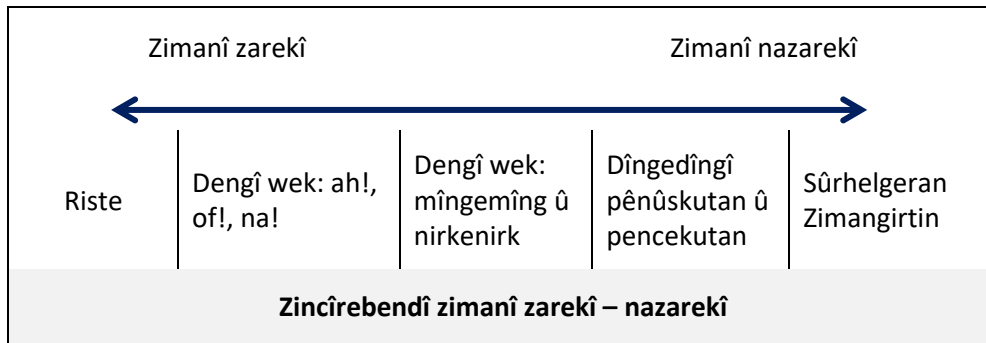 Zimanî zarekî
Zimanî nazarekî
Riste
Dengî wek: ah!,
of!, na!
Dengî wek:
mîngemîng û
nirkenirk
Dîngedîngî
pênûskutan û
pencekutan
Sûrhelgeran
Zimangirtin
Zincîrebendî zimanî zarekî – nazarekî